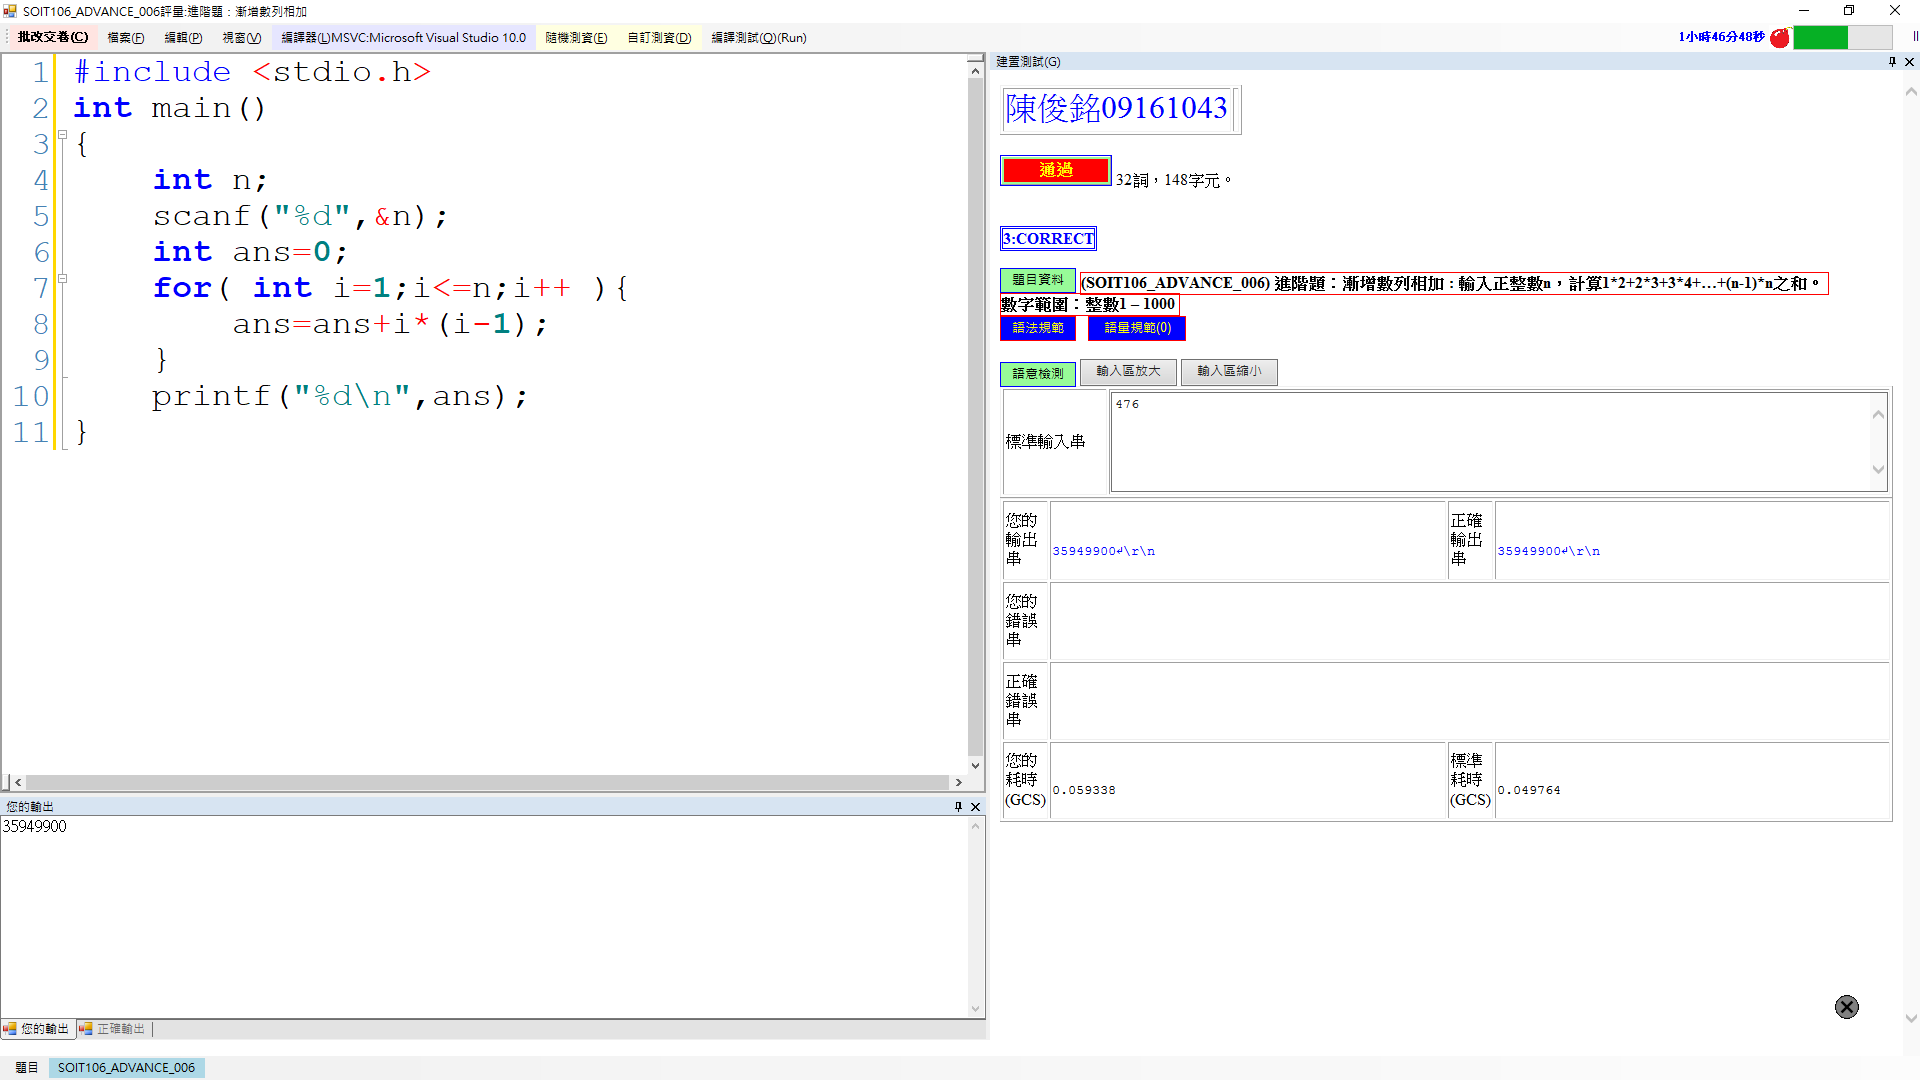 SOIT106_ADVANCE_006評量:進階題：漸增數列相加
批改交卷(C) 檔案(F) 編輯(P) 視窗(V) 編譯器(L)MSVC:Microsoft Visual Studio 10.0 隨機測資(E) 自訂測資(D) 編譯測試(Q)(Run) 1小時46分48秒
1 #include <stdio.h>
2 int main()
3 {
4 int n;
5 scanf("%d",&n);
6 int ans=0;
7 for( int i=1;i<=n;i++ ){
8 ans=ans+i*(i-1);
9 }
10 printf("%d\n",ans);
11 }
您的輸出
35949900
您的輸出 正確輸出
題目 SOIT106_ADVANCE_006
建置測試(G)
陳俊銘09161043
通過 32詞，148字元。
3:CORRECT
題目資料 (SOIT106_ADVANCE_006) 進階題：漸增數列相加 : 輸入正整數n，計算1*2+2*3+3*4+…+(n-1)*n之和。
數字範圍：整數1 – 1000
語法規範 語量規範(0)
語意檢測 輸入區放大 輸入區縮小
標準輸入串 476
您的輸出串 35949900↲\r\n 正確輸出串 35949900↲\r\n
您的錯誤串
正確錯誤串
您的耗時(GCS) 0.059338 標準耗時(GCS) 0.049764